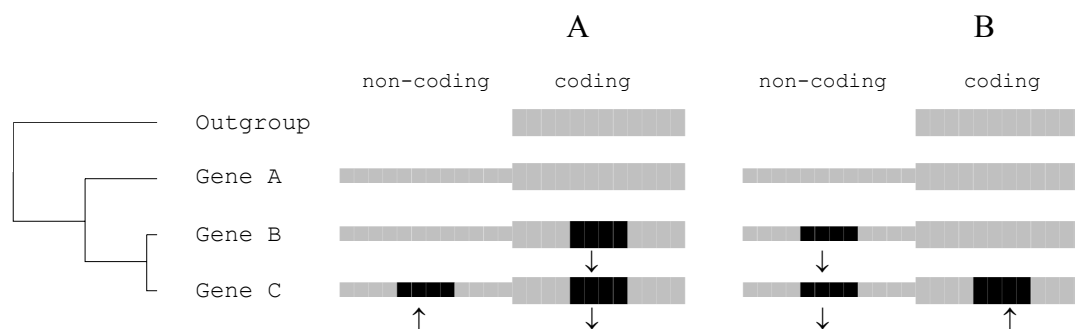 A B
non-coding coding non-coding coding
Outgroup
Gene A
Gene B
↓ ↓
Gene C
↑ ↓ ↓ ↑